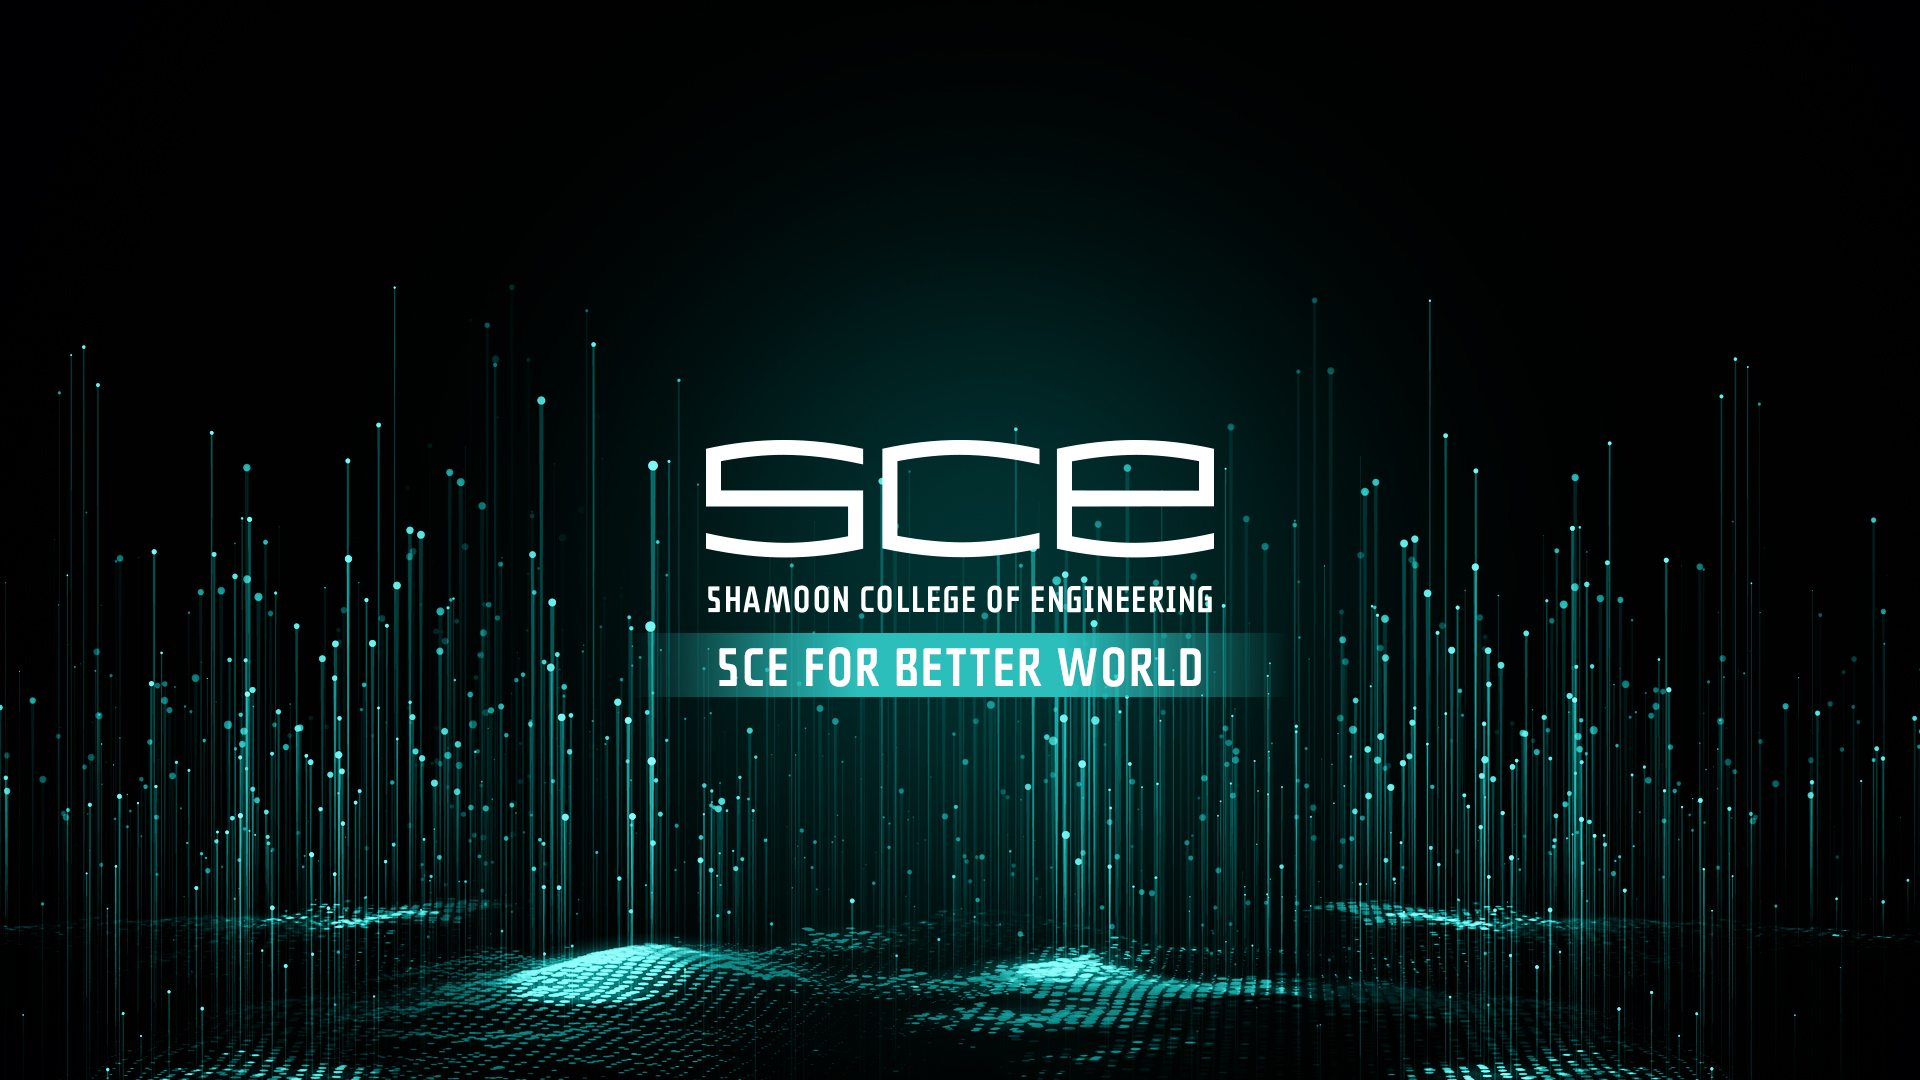 sce
SHAMOON COLLEGE OF ENGINEERING
SCE FOR BETTER WORLD